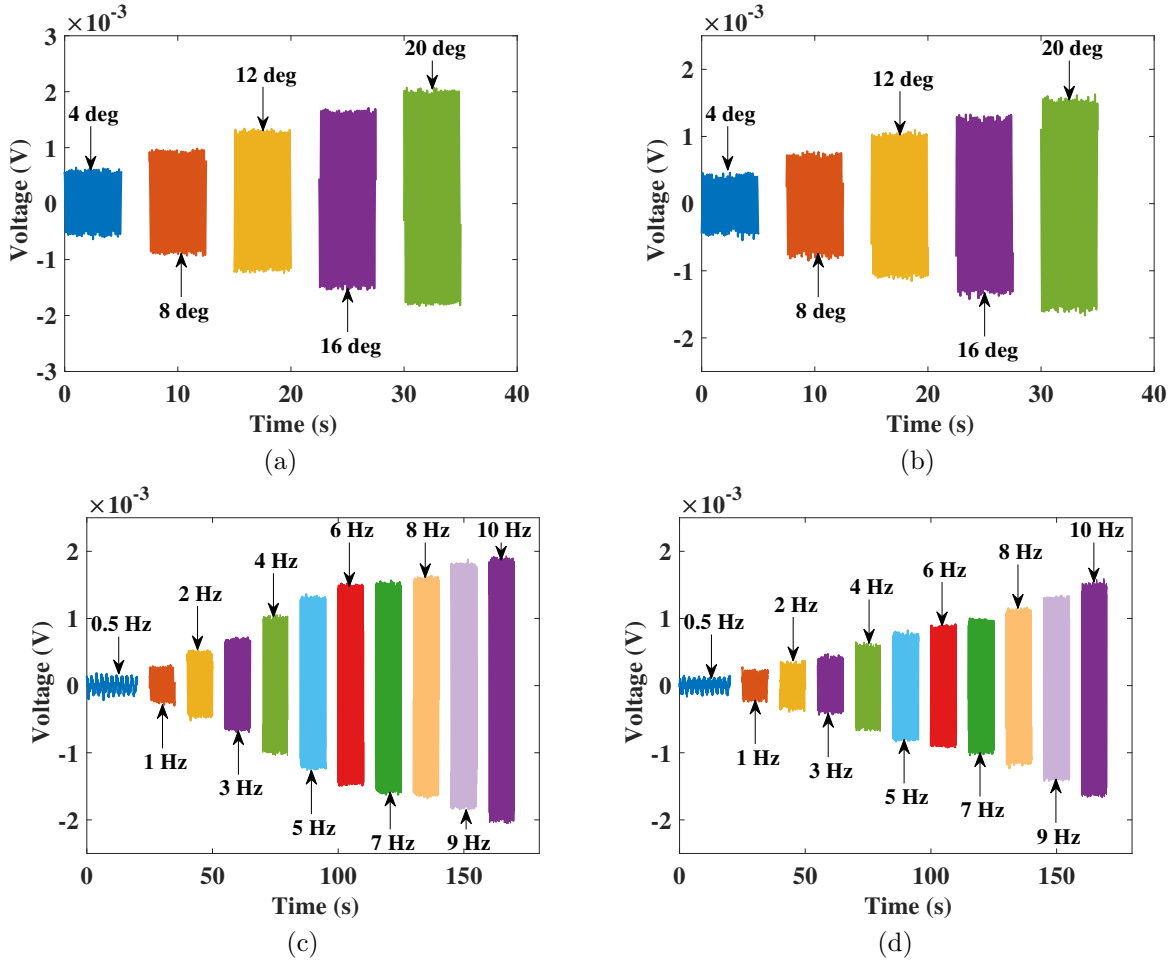 ×10⁻³
3
2
1
0
-1
-2
-3
Voltage (V)
4 deg
8 deg
12 deg
16 deg
20 deg
0 10 20 30 40
Time (s)
(a)
×10⁻³
2
1
0
-1
-2
Voltage (V)
4 deg
8 deg
12 deg
16 deg
20 deg
0 10 20 30 40
Time (s)
(b)
×10⁻³
2
1
0
-1
-2
Voltage (V)
0.5 Hz
1 Hz
2 Hz
3 Hz
4 Hz
5 Hz
6 Hz
7 Hz
8 Hz
9 Hz
10 Hz
0 50 100 150
Time (s)
(c)
×10⁻³
2
1
0
-1
-2
Voltage (V)
0.5 Hz
1 Hz
2 Hz
3 Hz
4 Hz
5 Hz
6 Hz
7 Hz
8 Hz
9 Hz
10 Hz
0 50 100 150
Time (s)
(d)